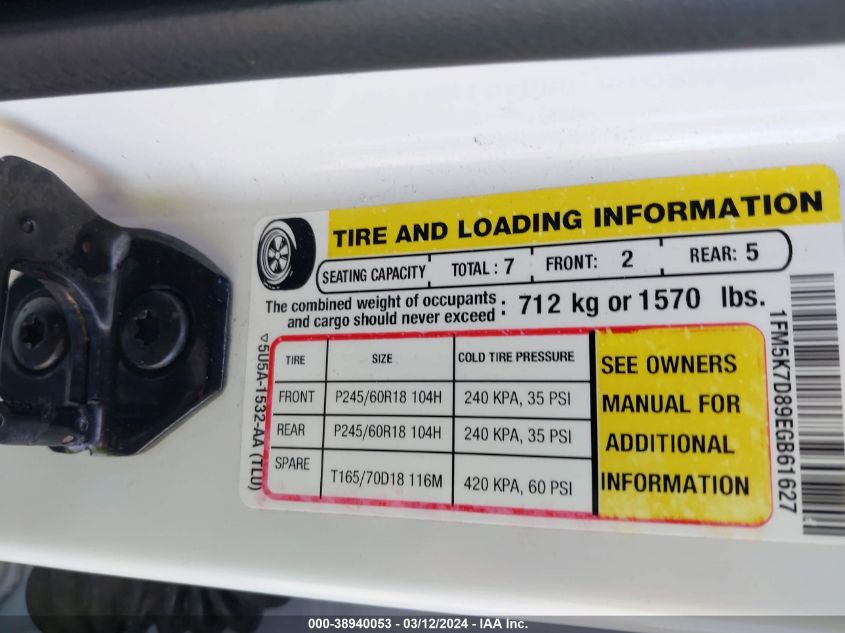 TIRE AND LOADING INFORMATION
SEATING CAPACITY TOTAL : 7 FRONT: 2 REAR: 5
The combined weight of occupants
and cargo should never exceed : 712 kg or 1570 lbs.
TIRE SIZE COLD TIRE PRESSURE
FRONT P245/60R18 104H 240 KPA, 35 PSI
REAR P245/60R18 104H 240 KPA, 35 PSI
SPARE T165/70D18 116M 420 KPA, 60 PSI
SEE OWNERS
MANUAL FOR
ADDITIONAL
INFORMATION
▽5U5A-1532-AA (TLU)
1FM5K7D89EGB61627
000-38940053 - 03/12/2024 - IAA Inc.